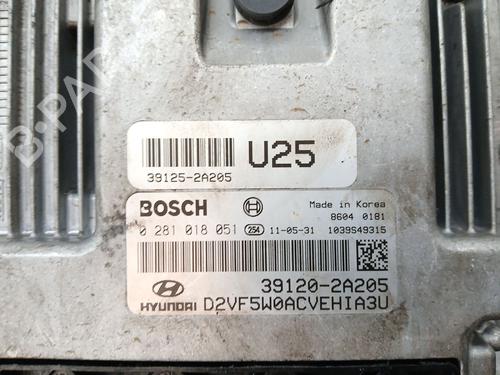 39125-2A205 U25
BOSCH Made in Korea
8604 0181
0 281 018 051 254 11-05-31 1039S49315
39120-2A205
HYUNDAI D2VF5W0ACVEHIA3U
B-PARTS